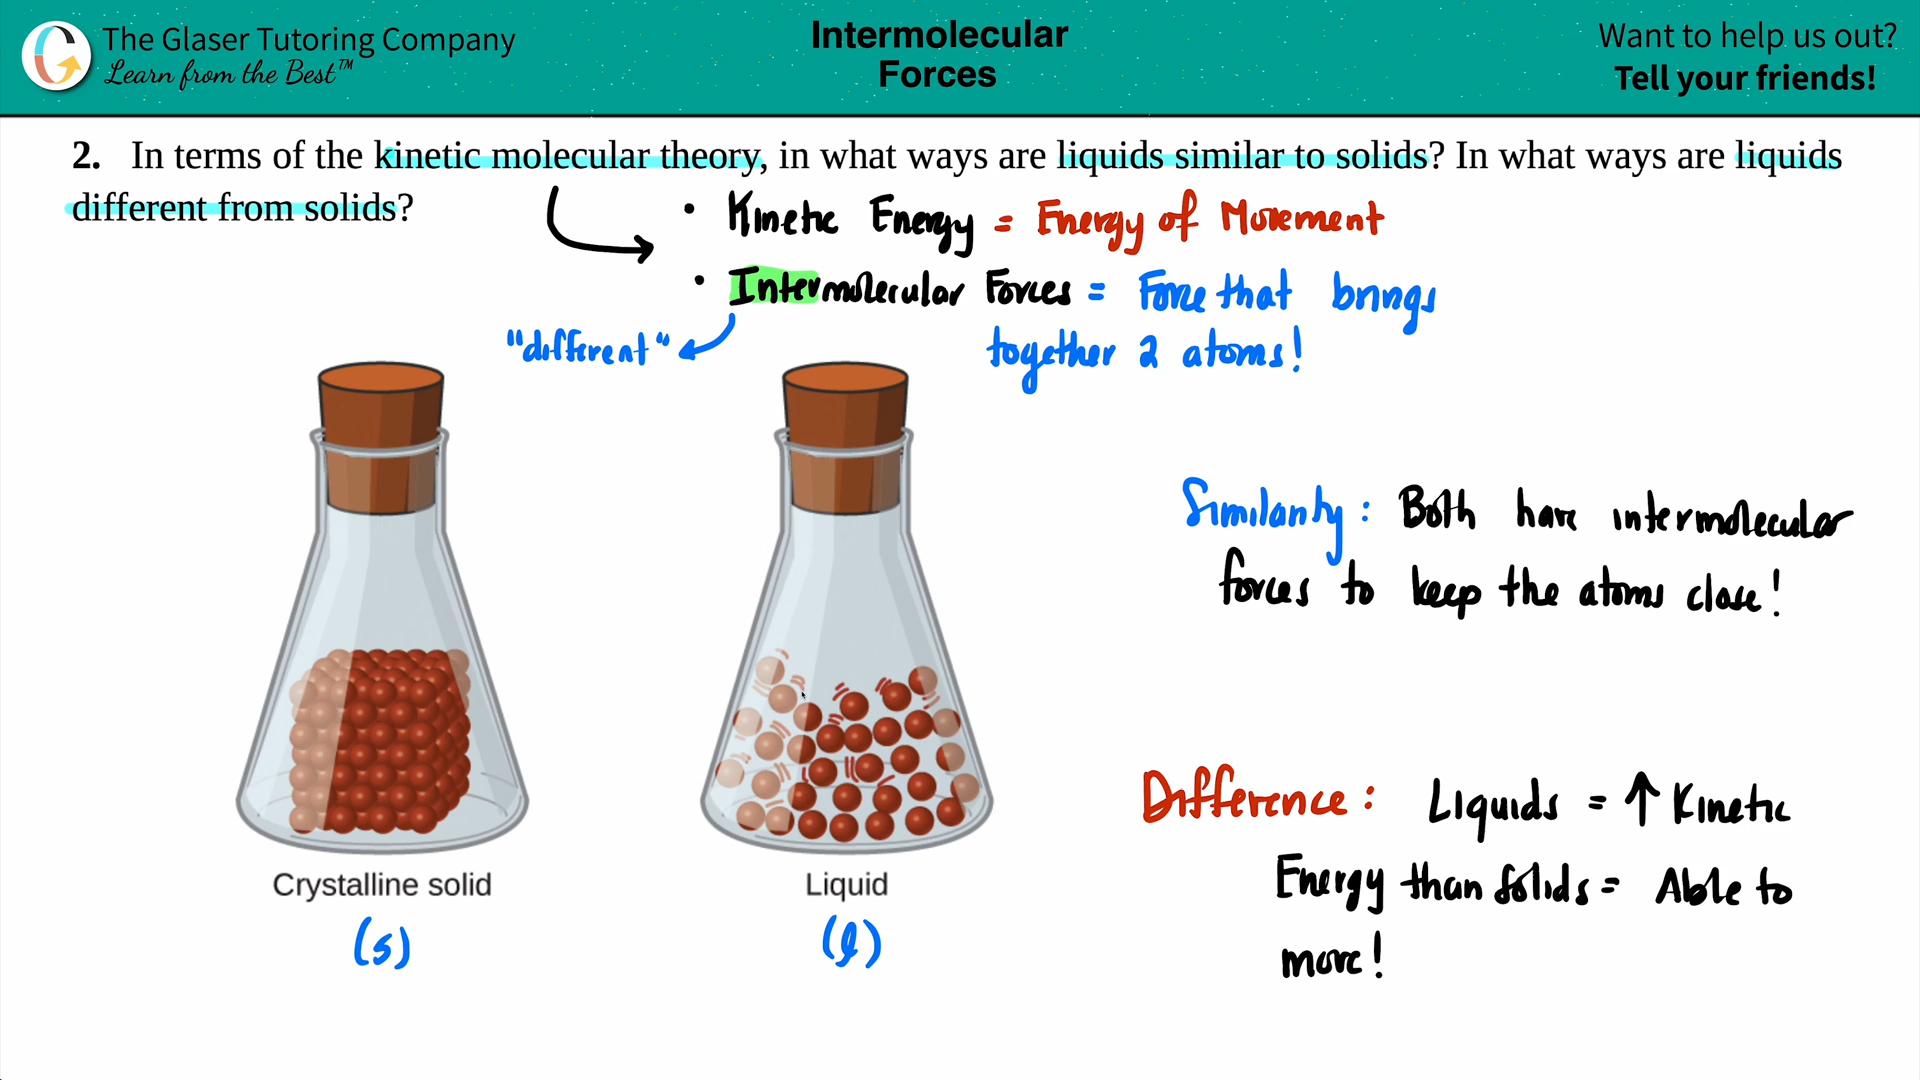 The Glaser Tutoring Company
Learn from the Best™
Intermolecular
Forces
Want to help us out?
Tell your friends!
2. In terms of the kinetic molecular theory, in what ways are liquids similar to solids? In what ways are liquids
different from solids?
• Kinetic Energy = Energy of Movement
• Intermolecular Forces = Force that brings
together 2 atoms!
"different"
Similarity: Both have intermolecular
forces to keep the atoms close!
Difference: Liquids = ↑ Kinetic
Energy than solids = Able to
move!
Crystalline solid
(s)
Liquid
(l)